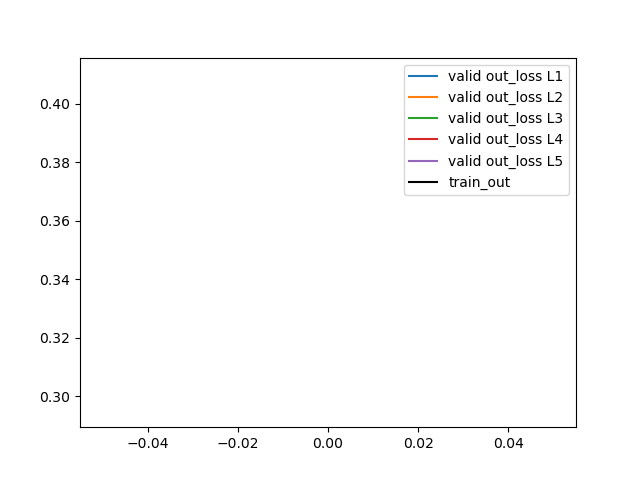 valid out_loss L1
valid out_loss L2
valid out_loss L3
valid out_loss L4
valid out_loss L5
train_out
0.40
0.38
0.36
0.34
0.32
0.30
−0.04 −0.02 0.00 0.02 0.04